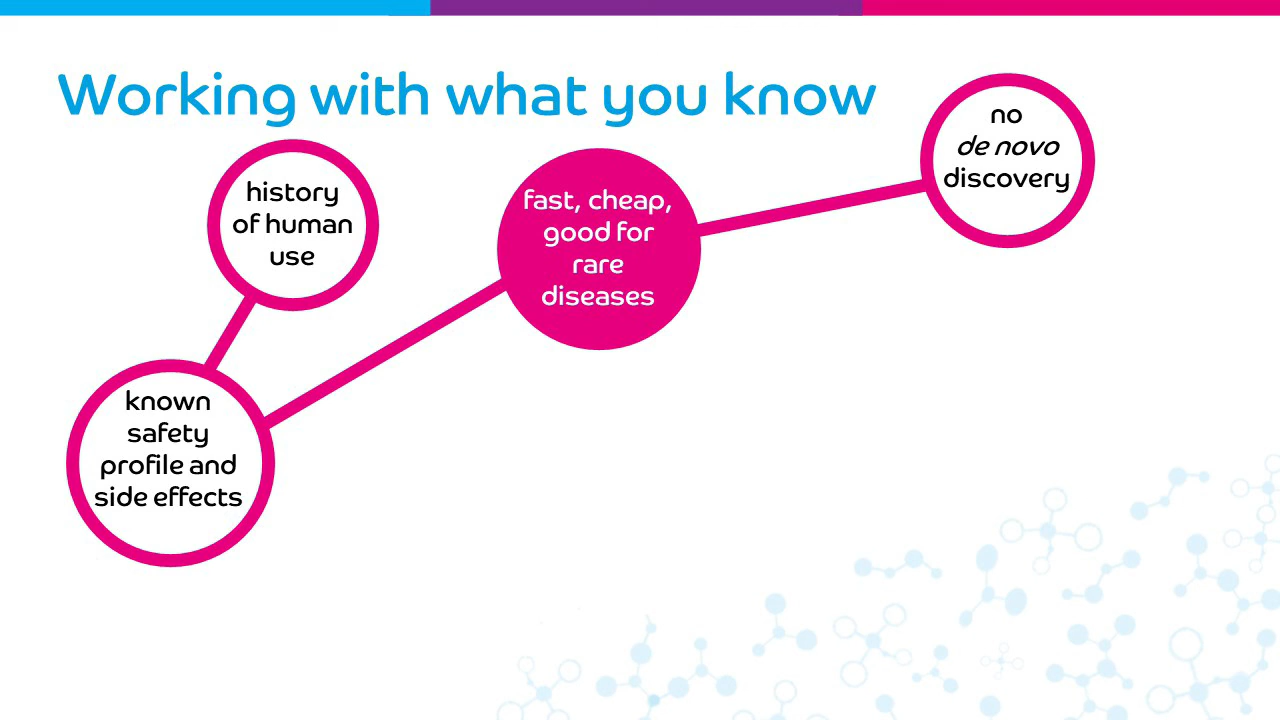 Working with what you know
history
of human
use
fast, cheap,
good for
rare
diseases
no
de novo
discovery
known
safety
profile and
side effects